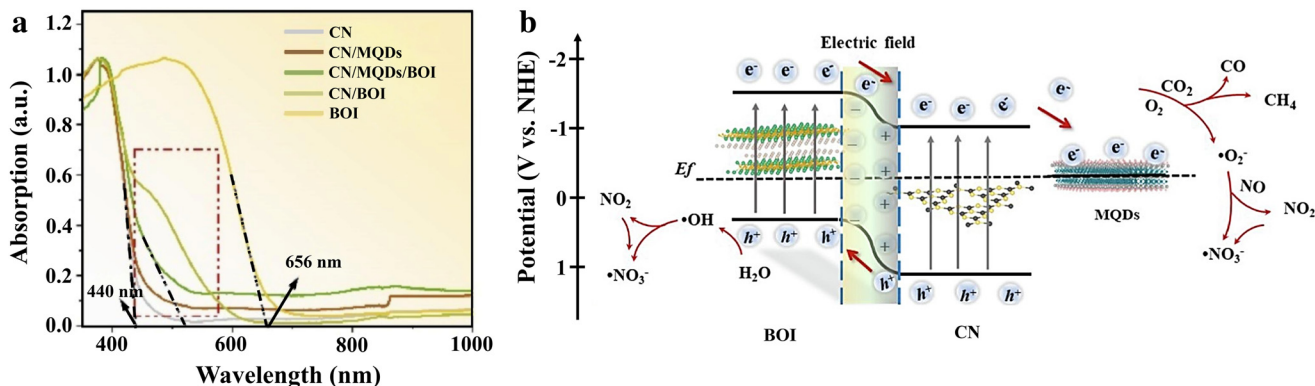 a
Absorption (a.u.)
1.2
1.0
0.8
0.6
0.4
0.2
0.0
CN
CN/MQDs
CN/MQDs/BOI
CN/BOI
BOI
440 nm
656 nm
400
600
800
1000
Wavelength (nm)
b
Potential (V vs. NHE)
-2
-1
0
1
Electric field
e⁻ e⁻ e⁻ e⁻
e⁻ e⁻ e⁻ e⁻
e⁻ e⁻ e⁻
Ef
− − − − −
+ + + +
h⁺ h⁺ h⁺ h⁺
h⁺ h⁺ h⁺
NO₂
•OH
•NO₃⁻
H₂O
BOI
CN
MQDs
CO
CO₂
O₂
CH₄
•O₂⁻
NO
NO₂
•NO₃⁻